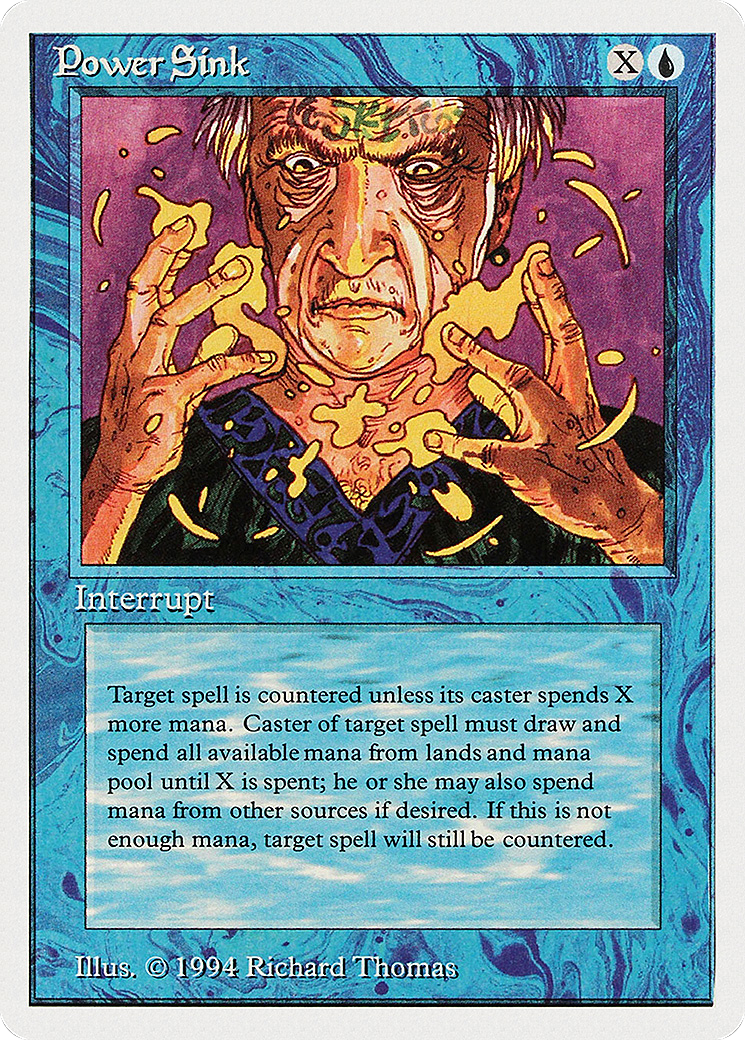 Power Sink
X
Interrupt
Target spell is countered unless its caster spends X
more mana. Caster of target spell must draw and
spend all available mana from lands and mana
pool until X is spent; he or she may also spend
mana from other sources if desired. If this is not
enough mana, target spell will still be countered.
Illus. © 1994 Richard Thomas